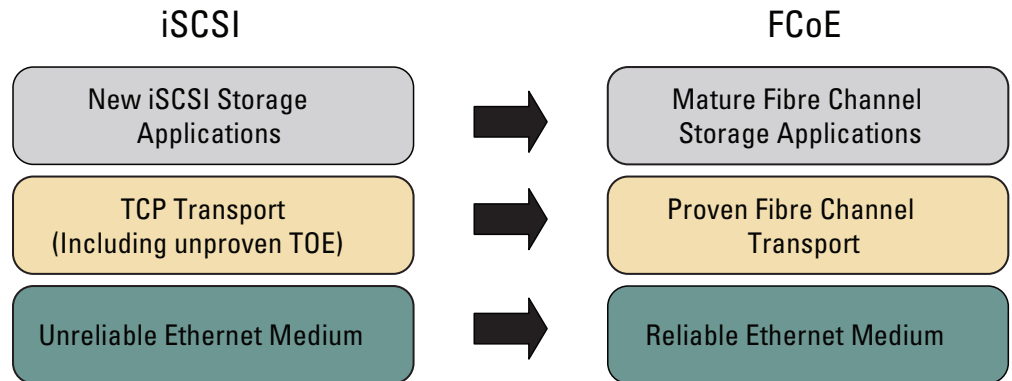 iSCSI
FCoE
New iSCSI Storage
Applications
Mature Fibre Channel
Storage Applications
TCP Transport
(Including unproven TOE)
Proven Fibre Channel
Transport
Unreliable Ethernet Medium
Reliable Ethernet Medium